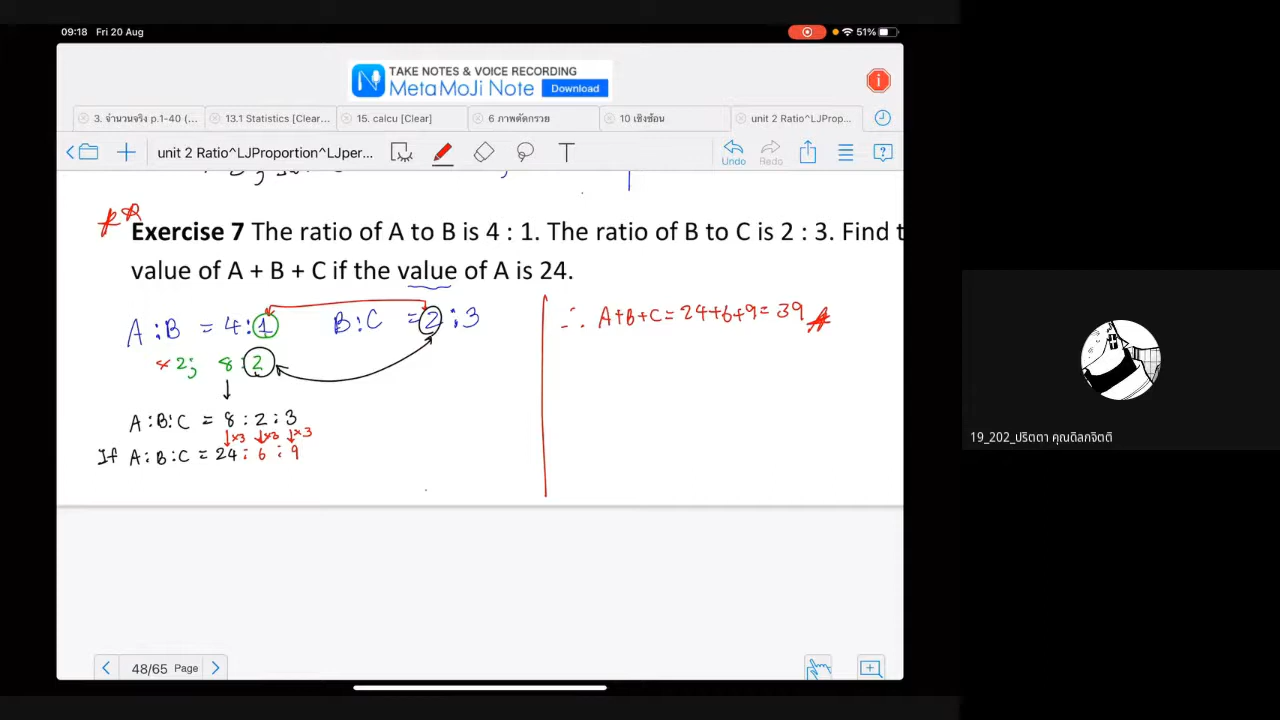 09:18 Fri 20 Aug
51%
TAKE NOTES & VOICE RECORDING
MetaMoJi Note
Download
3. จำนวนจริง p.1-40 (...
13.1 Statistics [Clear...
15. calcu [Clear]
6 ภาพตัดกรวย
10 เชิงซ้อน
unit 2 Ratio^LJProp...
unit 2 Ratio^LJProportion^LJper...
T
Undo
Redo
Exercise 7 The ratio of A to B is 4 : 1. The ratio of B to C is 2 : 3. Find t
value of A + B + C if the value of A is 24.
A:B = 4:1 B:C = 2:3
×2; 8:2
A:B:C = 8:2:3
×3 ×3 ×3
If A:B:C = 24:6:9
∴ A+B+C = 24+6+9 = 39
19_202_ปริตตา คุณดิลกจิตติ
48/65 Page